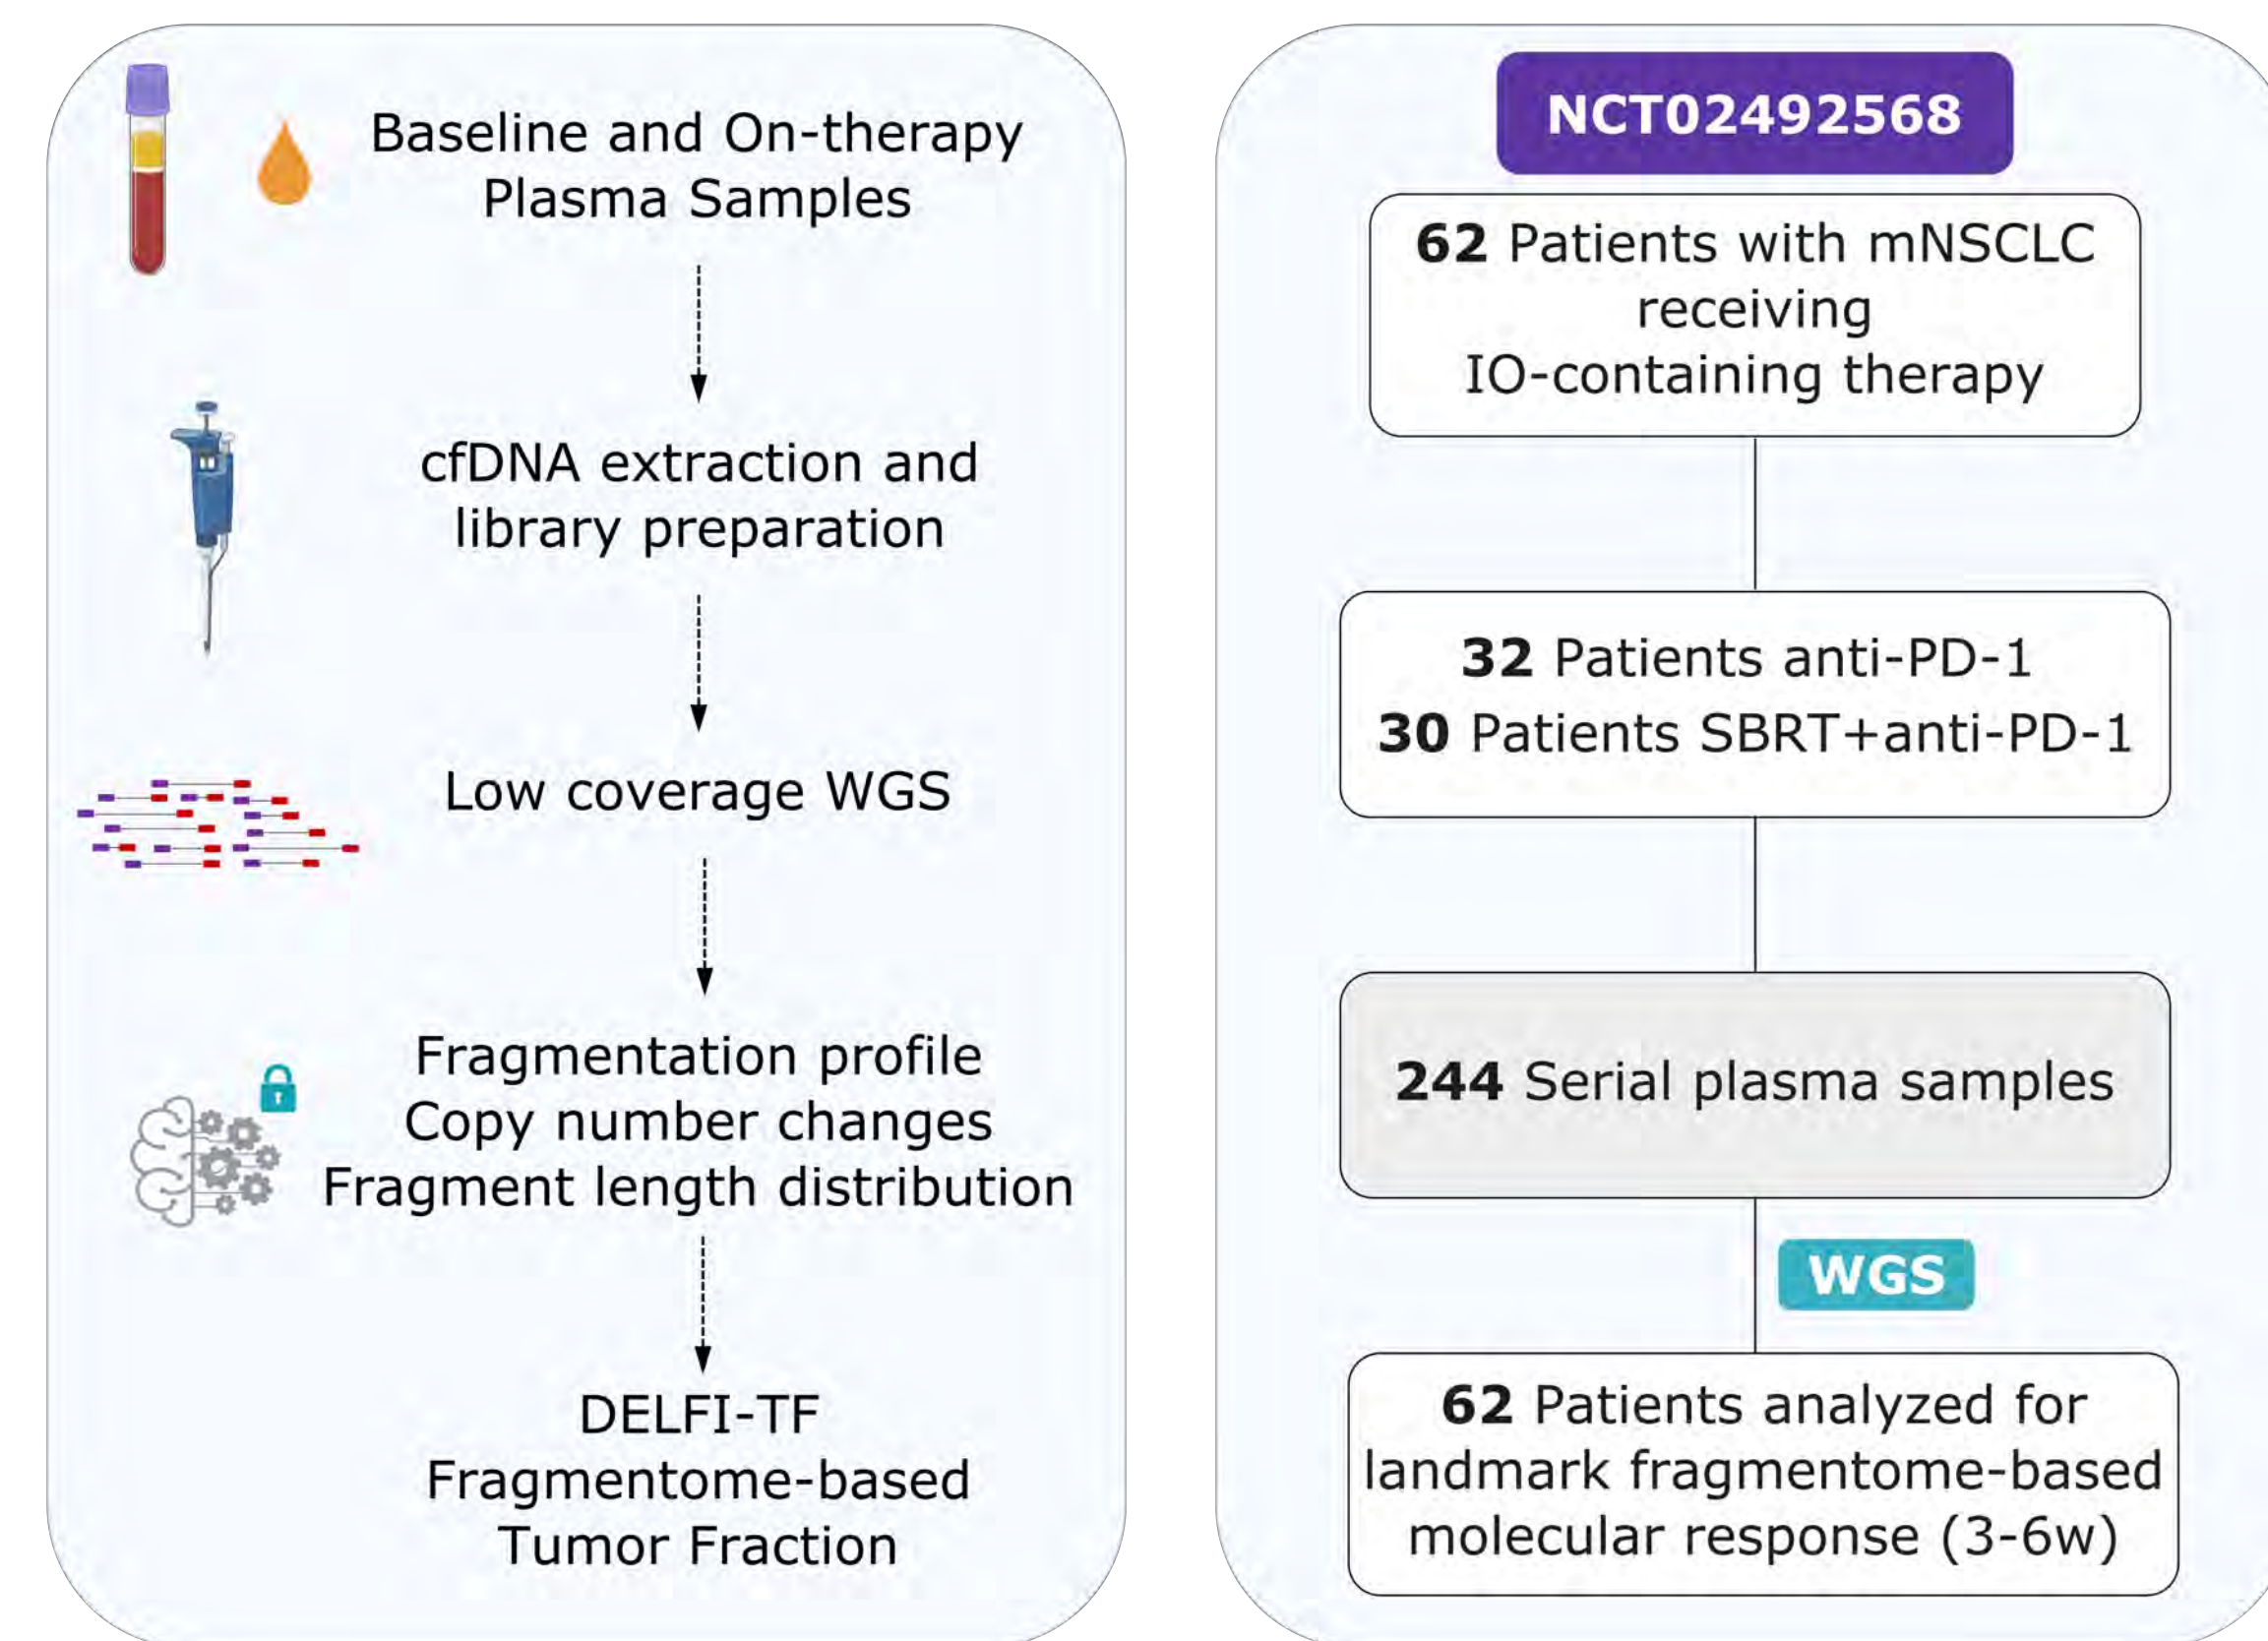 Baseline and On-therapy
Plasma Samples
cfDNA extraction and
library preparation
Low coverage WGS
Fragmentation profile
Copy number changes
Fragment length distribution
DELFI-TF
Fragmentome-based
Tumor Fraction
NCT02492568
62 Patients with mNSCLC
receiving
IO-containing therapy
32 Patients anti-PD-1
30 Patients SBRT+anti-PD-1
244 Serial plasma samples
WGS
62 Patients analyzed for
landmark fragmentome-based
molecular response (3-6w)